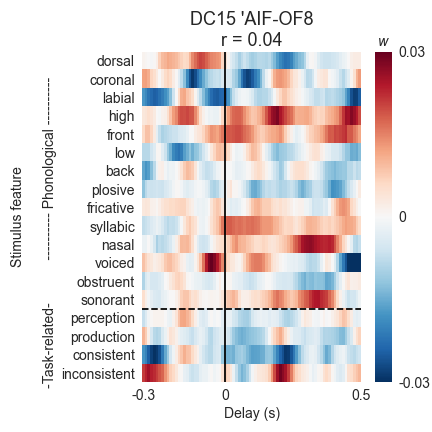 DC15 'AIF-OF8
r = 0.04
w
0.03
0
-0.03
Stimulus feature
---------- Phonological ----------
-Task-related-
dorsal
coronal
labial
high
front
low
back
plosive
fricative
syllabic
nasal
voiced
obstruent
sonorant
perception
production
consistent
inconsistent
-0.3
0
0.5
Delay (s)